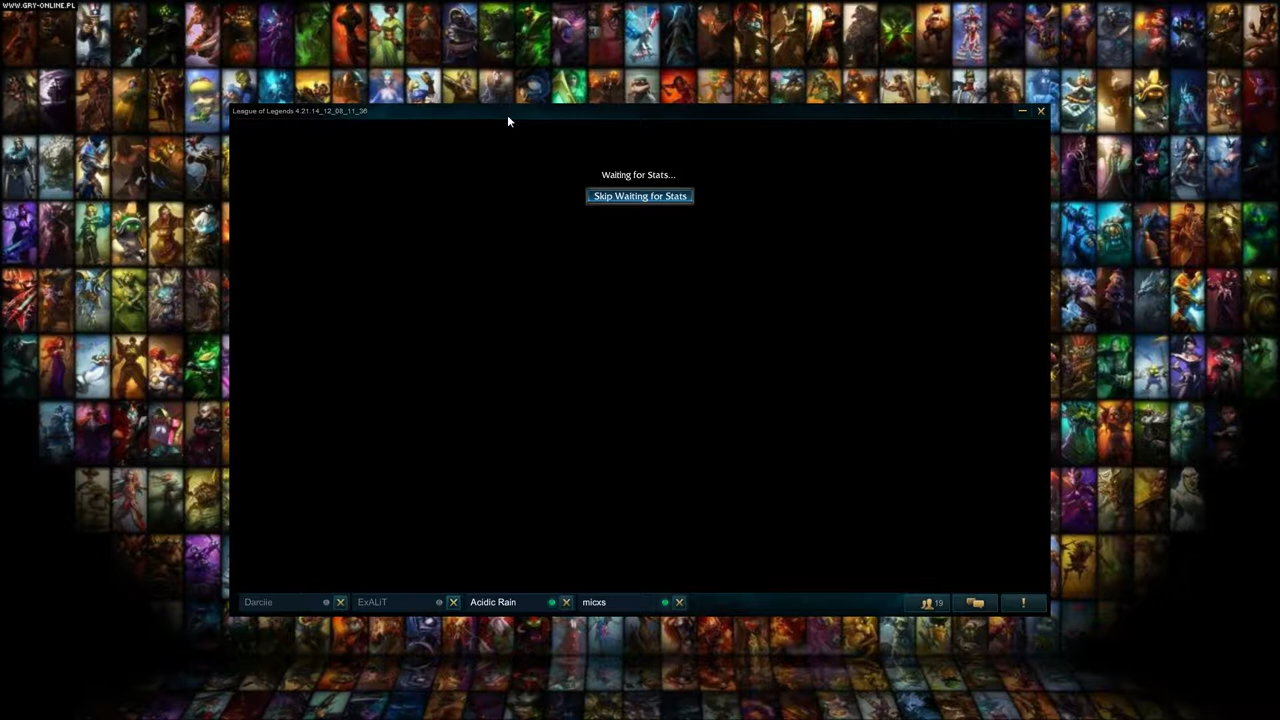 WWW.GRY-ONLINE.PL
League of Legends 4.21.14_12_08_11_36
Waiting for Stats...
Skip Waiting for Stats
Darciie
ExALiT
Acidic Rain
micxs
19